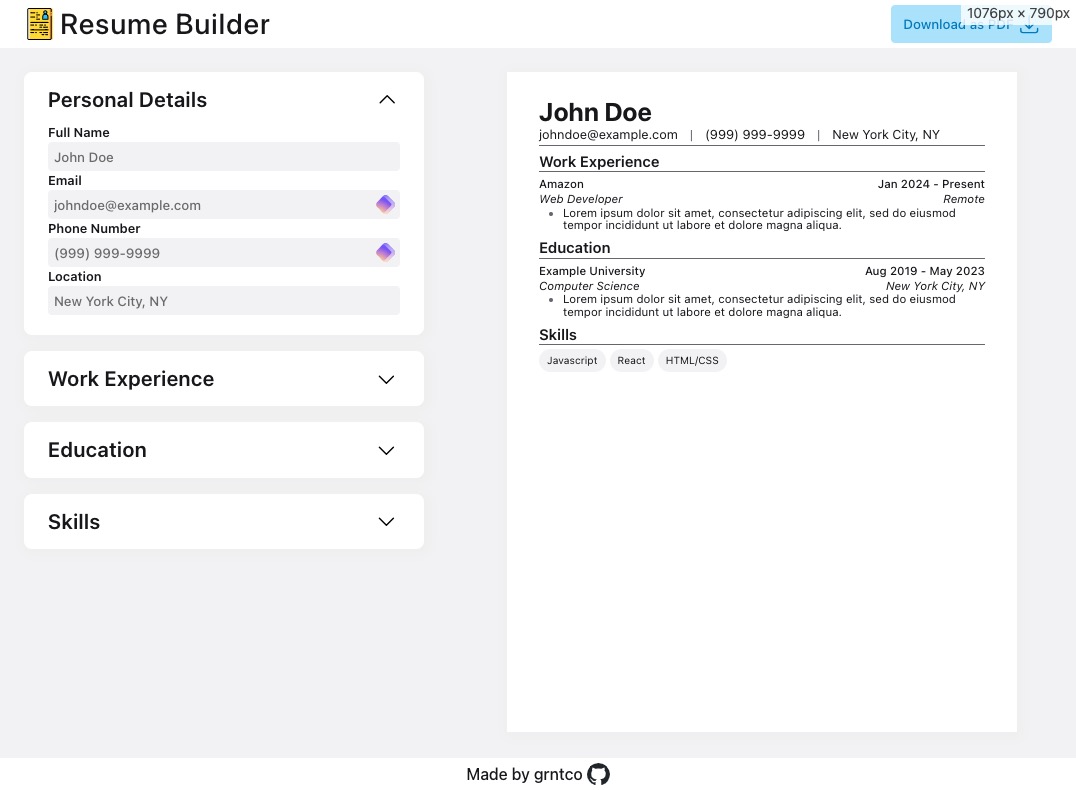 Resume Builder
Download as PDF
1076px × 790px
Personal Details
Full Name
John Doe
Email
johndoe@example.com
Phone Number
(999) 999-9999
Location
New York City, NY
Work Experience
Education
Skills
John Doe
johndoe@example.com | (999) 999-9999 | New York City, NY
Work Experience
Amazon Jan 2024 - Present
Web Developer Remote
• Lorem ipsum dolor sit amet, consectetur adipiscing elit, sed do eiusmod
tempor incididunt ut labore et dolore magna aliqua.
Education
Example University Aug 2019 - May 2023
Computer Science New York City, NY
• Lorem ipsum dolor sit amet, consectetur adipiscing elit, sed do eiusmod
tempor incididunt ut labore et dolore magna aliqua.
Skills
Javascript React HTML/CSS
Made by grntco